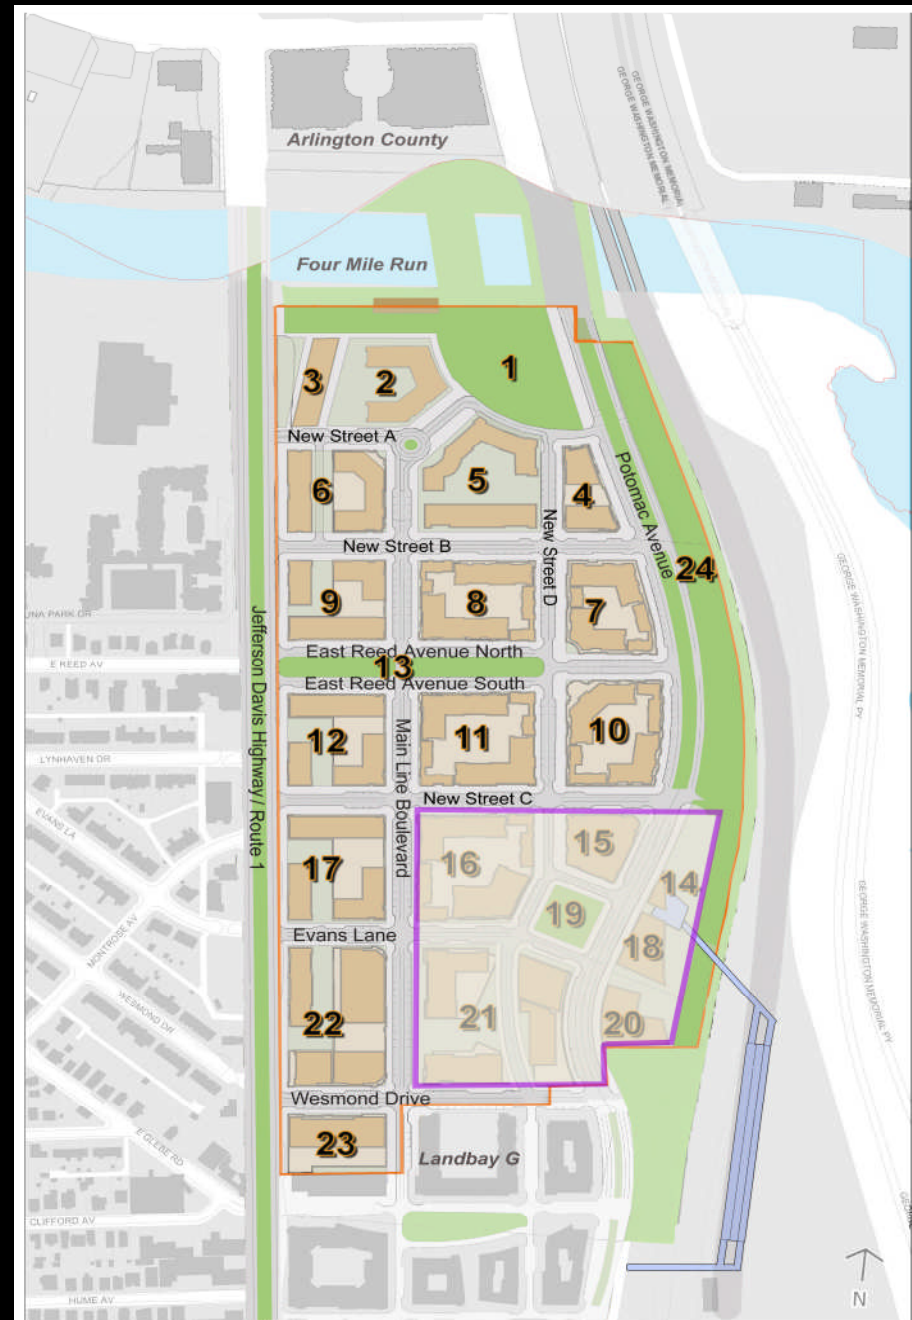 GEORGE WASHINGTON MEMORIAL
GEORGE WASHINGTON MEMORIAL
Arlington County
Four Mile Run
1
3
2
New Street A
Potomac Avenue
5
6
4
New Street D
New Street B
24
GEORGE WASHINGTON MEMORIAL PY
9
8
7
UNA PARK DR
Jefferson Davis Highway / Route 1
East Reed Avenue North
E REED AV
13
East Reed Avenue South
12
11
10
Main Line Boulevard
LYNHAVEN DR
New Street C
EVANS LA
15
16
17
14
GEORGE WASHINGTON MEMORIAL PY
19
MONTROSE AV
Evans Lane
18
WESMOND DR
22
21
20
Wesmond Drive
23
E GLEBE RD
Landbay G
GEORGE
CLIFFORD AV
HUME AV
N